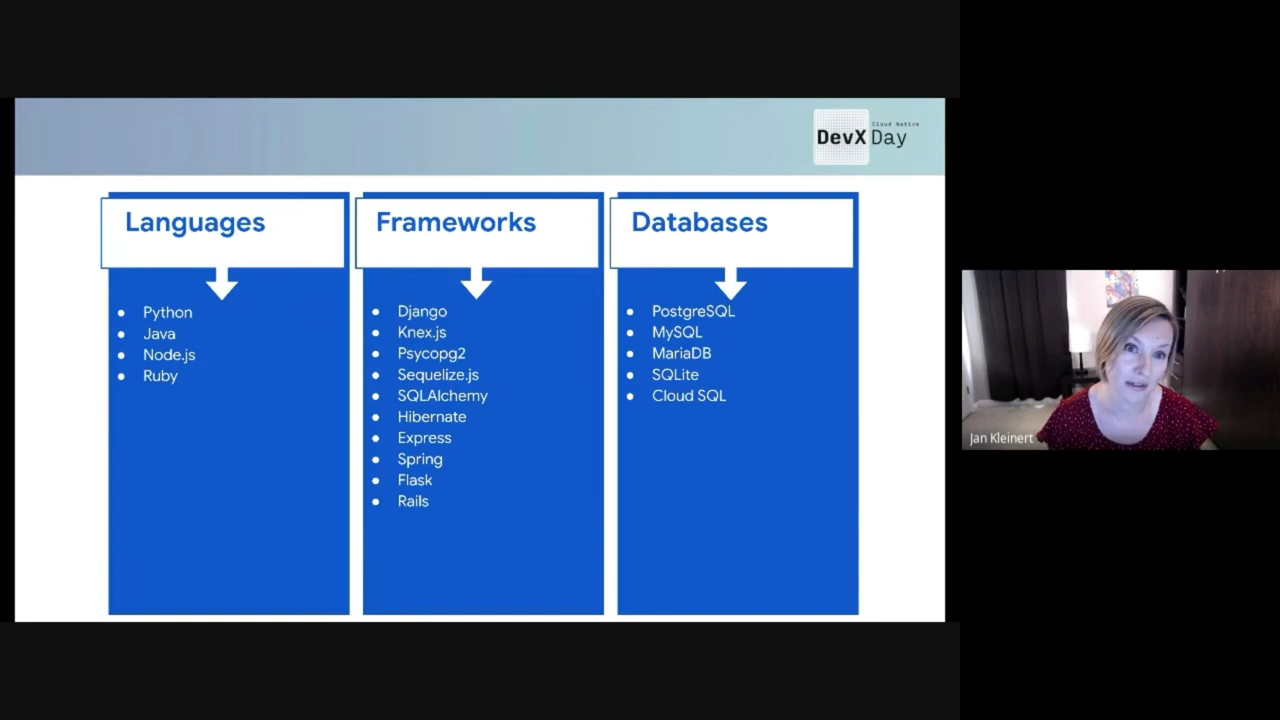 Cloud Native
DevX Day
Languages
Python
Java
Node.js
Ruby
Frameworks
Django
Knex.js
Psycopg2
Sequelize.js
SQLAlchemy
Hibernate
Express
Spring
Flask
Rails
Databases
PostgreSQL
MySQL
MariaDB
SQLite
Cloud SQL
Jan Kleinert